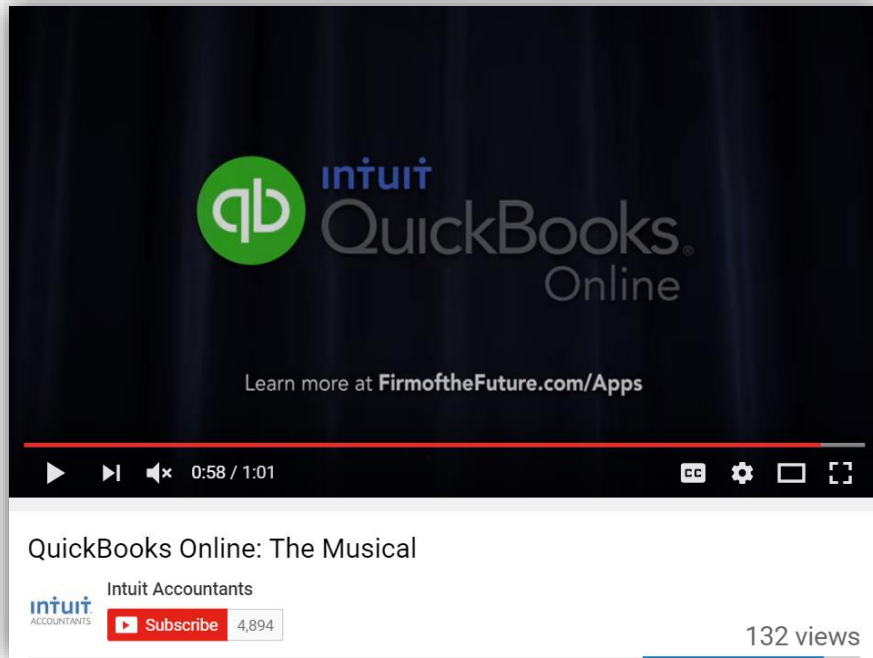 qb
intuit
QuickBooks®
Online
Learn more at FirmoftheFuture.com/Apps
0:58 / 1:01
CC
QuickBooks Online: The Musical
intuit
ACCOUNTANTS
Intuit Accountants
Subscribe 4,894
132 views